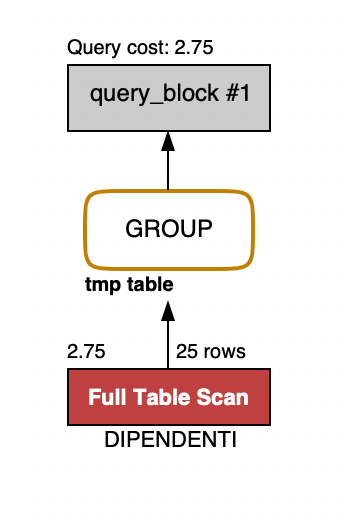 Query cost: 2.75
query_block #1
GROUP
tmp table
2.75 25 rows
Full Table Scan
DIPENDENTI